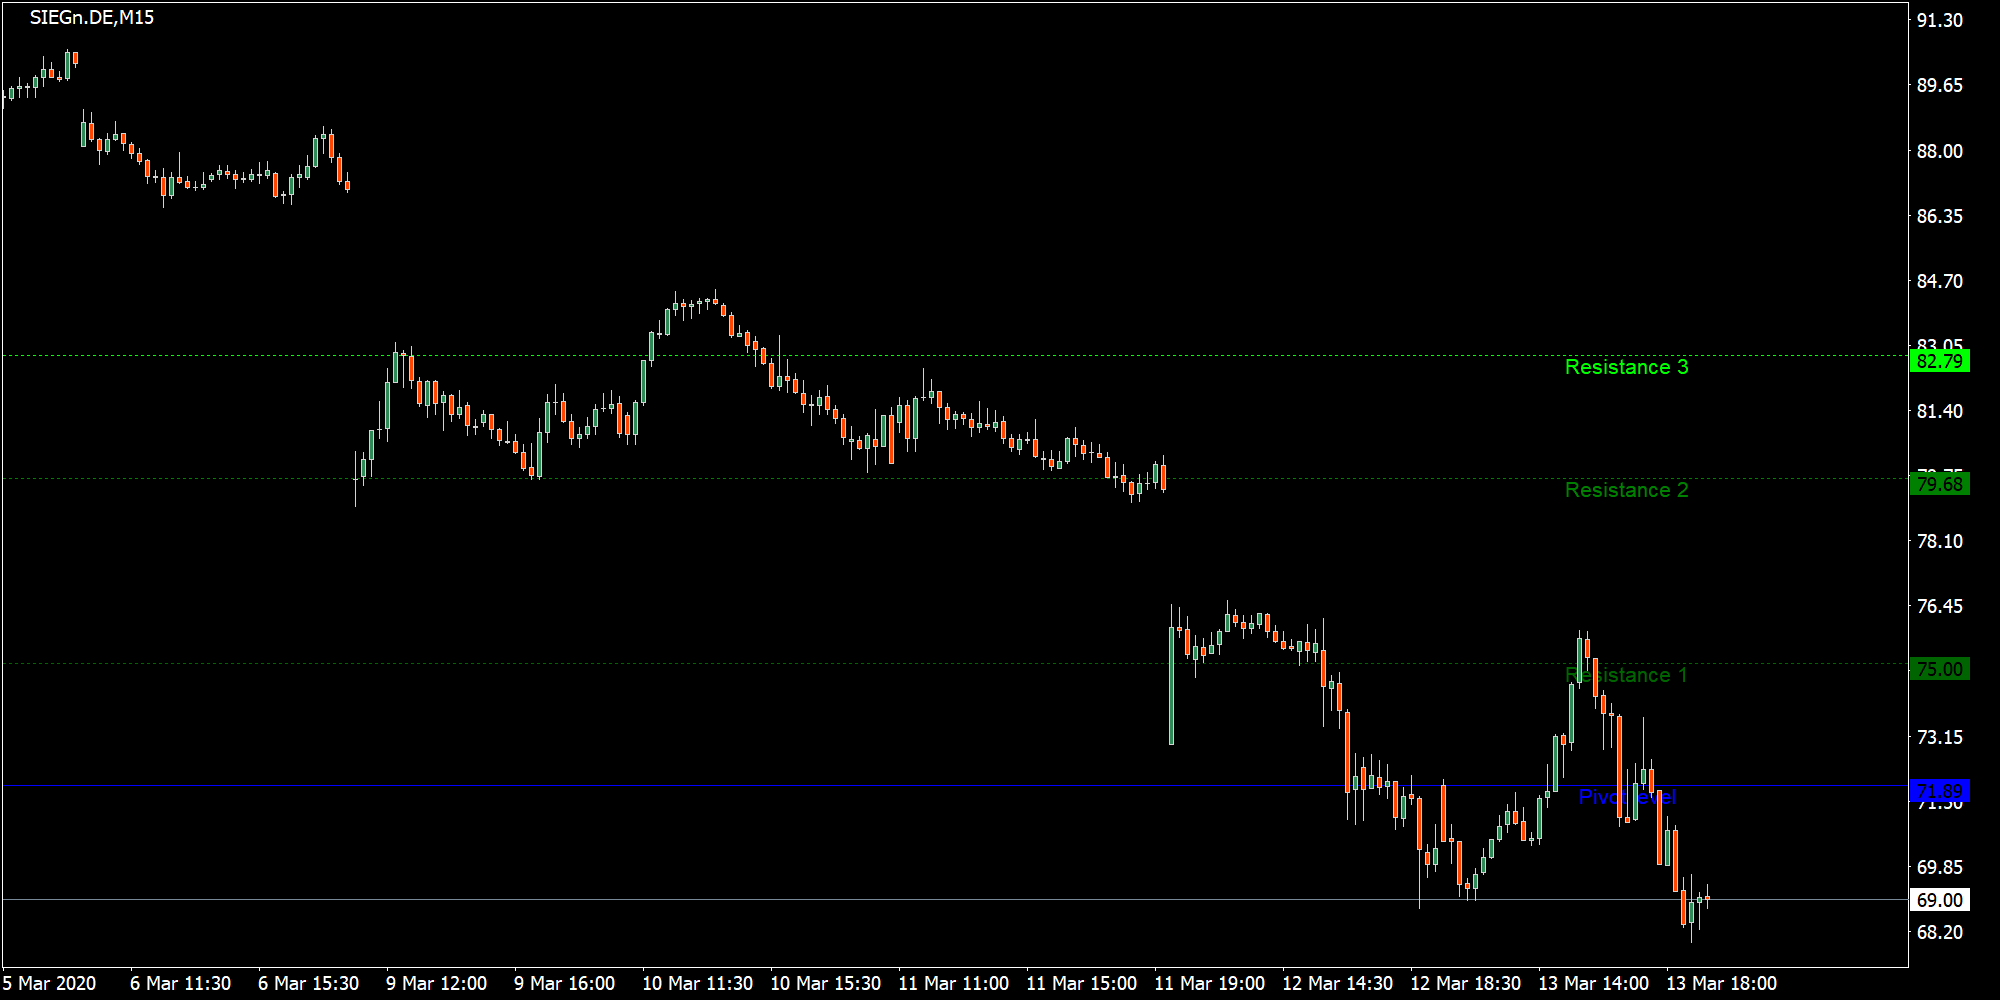 SIEGn.DE,M15
91.30
89.65
88.00
86.35
84.70
83.05
82.79
Resistance 3
81.40
79.68
Resistance 2
78.10
76.45
75.00
Resistance 1
73.15
71.89
Pivot level
71.50
69.85
69.00
68.20
5 Mar 2020
6 Mar 11:30
6 Mar 15:30
9 Mar 12:00
9 Mar 16:00
10 Mar 11:30
10 Mar 15:30
11 Mar 11:00
11 Mar 15:00
11 Mar 19:00
12 Mar 14:30
12 Mar 18:30
13 Mar 14:00
13 Mar 18:00